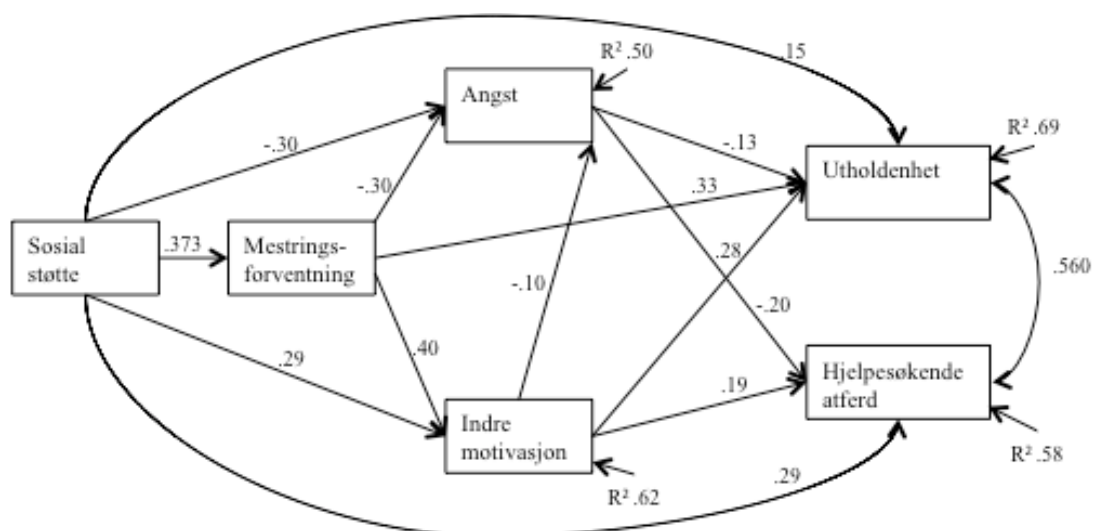 .15
R² .50
Angst
-.30
-.13
R² .69
Utholdenhet
-.30
.33
Sosial
støtte
.373
Mestrings-
forventning
.28
.560
-.10
-.20
.29
.40
.19
Hjelpesøkende
atferd
Indre
motivasjon
R² .58
.29
R² .62